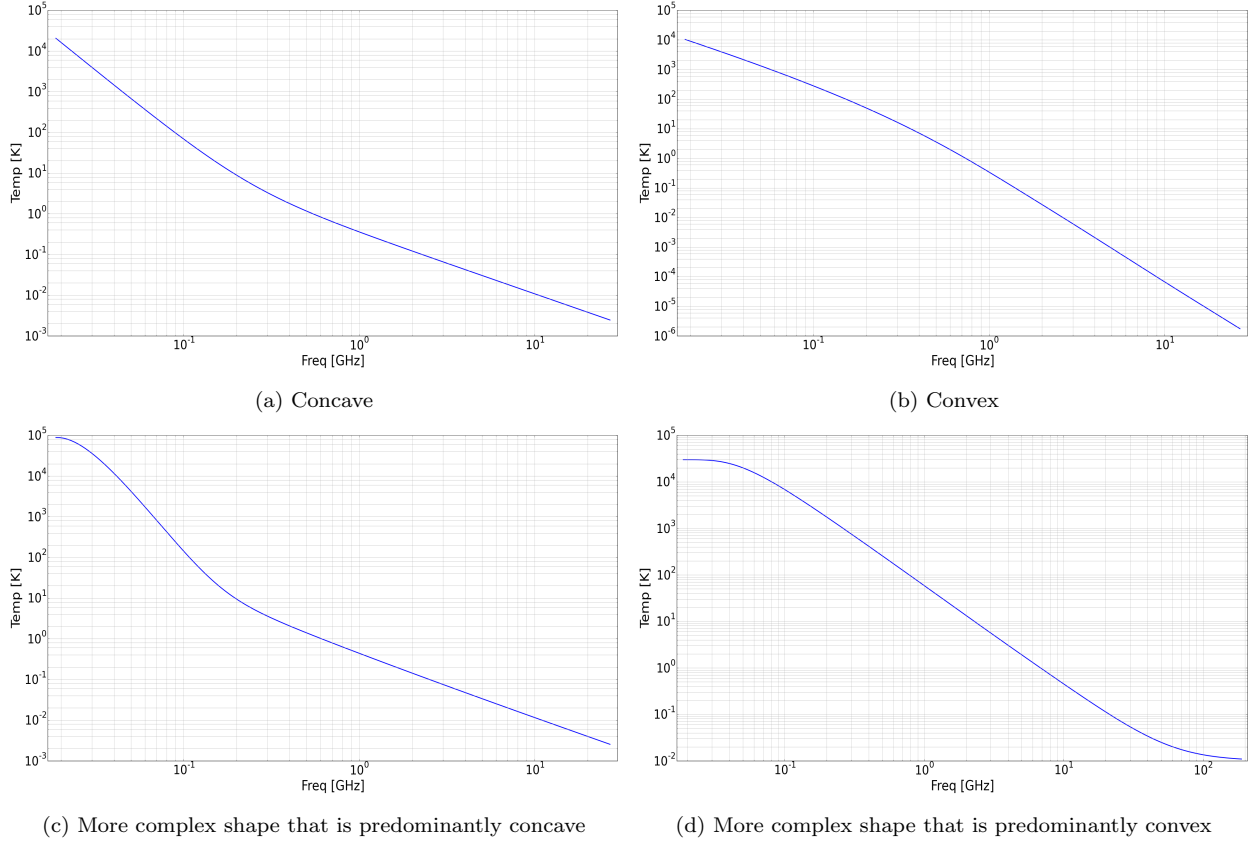 10^5
10^4
10^3
10^2
10^1
10^0
10^-1
10^-2
10^-3
Temp [K]
10^-1 10^0 10^1
Freq [GHz]
(a) Concave
10^5
10^4
10^3
10^2
10^1
10^0
10^-1
10^-2
10^-3
10^-4
10^-5
10^-6
Temp [K]
10^-1 10^0 10^1
Freq [GHz]
(b) Convex
10^5
10^4
10^3
10^2
10^1
10^0
10^-1
10^-2
10^-3
Temp [K]
10^-1 10^0 10^1
Freq [GHz]
(c) More complex shape that is predominantly concave
10^5
10^4
10^3
10^2
10^1
10^0
10^-1
10^-2
Temp [K]
10^-1 10^0 10^1 10^2
Freq [GHz]
(d) More complex shape that is predominantly convex